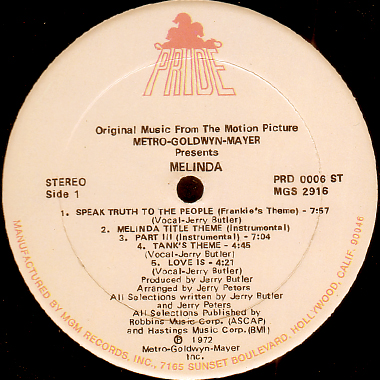 PRIDE
Original Music From The Motion Picture
METRO-GOLDWYN-MAYER
Presents
MELINDA
STEREO
Side 1
PRD 0006 ST
MGS 2916
1. SPEAK TRUTH TO THE PEOPLE (Frankie's Theme) - 7:57
(Vocal-Jerry Butler)
2. MELINDA TITLE THEME (Instrumental)
3. PART III (Instrumental) - 7:04
4. TANK'S THEME - 4:45
(Vocal-Jerry Butler)
5. LOVE IS - 4:21
(Vocal-Jerry Butler)
Produced by Jerry Butler
Arranged by Jerry Peters
All Selections written by Jerry Butler
and Jerry Peters
All Selections Published by
Robbins Music Corp. (ASCAP)
and Hastings Music Corp. (BMI)
℗ 1972
Metro-Goldwyn-Mayer
Inc.
MANUFACTURED BY MGM RECORDS, INC., 7165 SUNSET BOULEVARD, HOLLYWOOD, CALIF. 90046